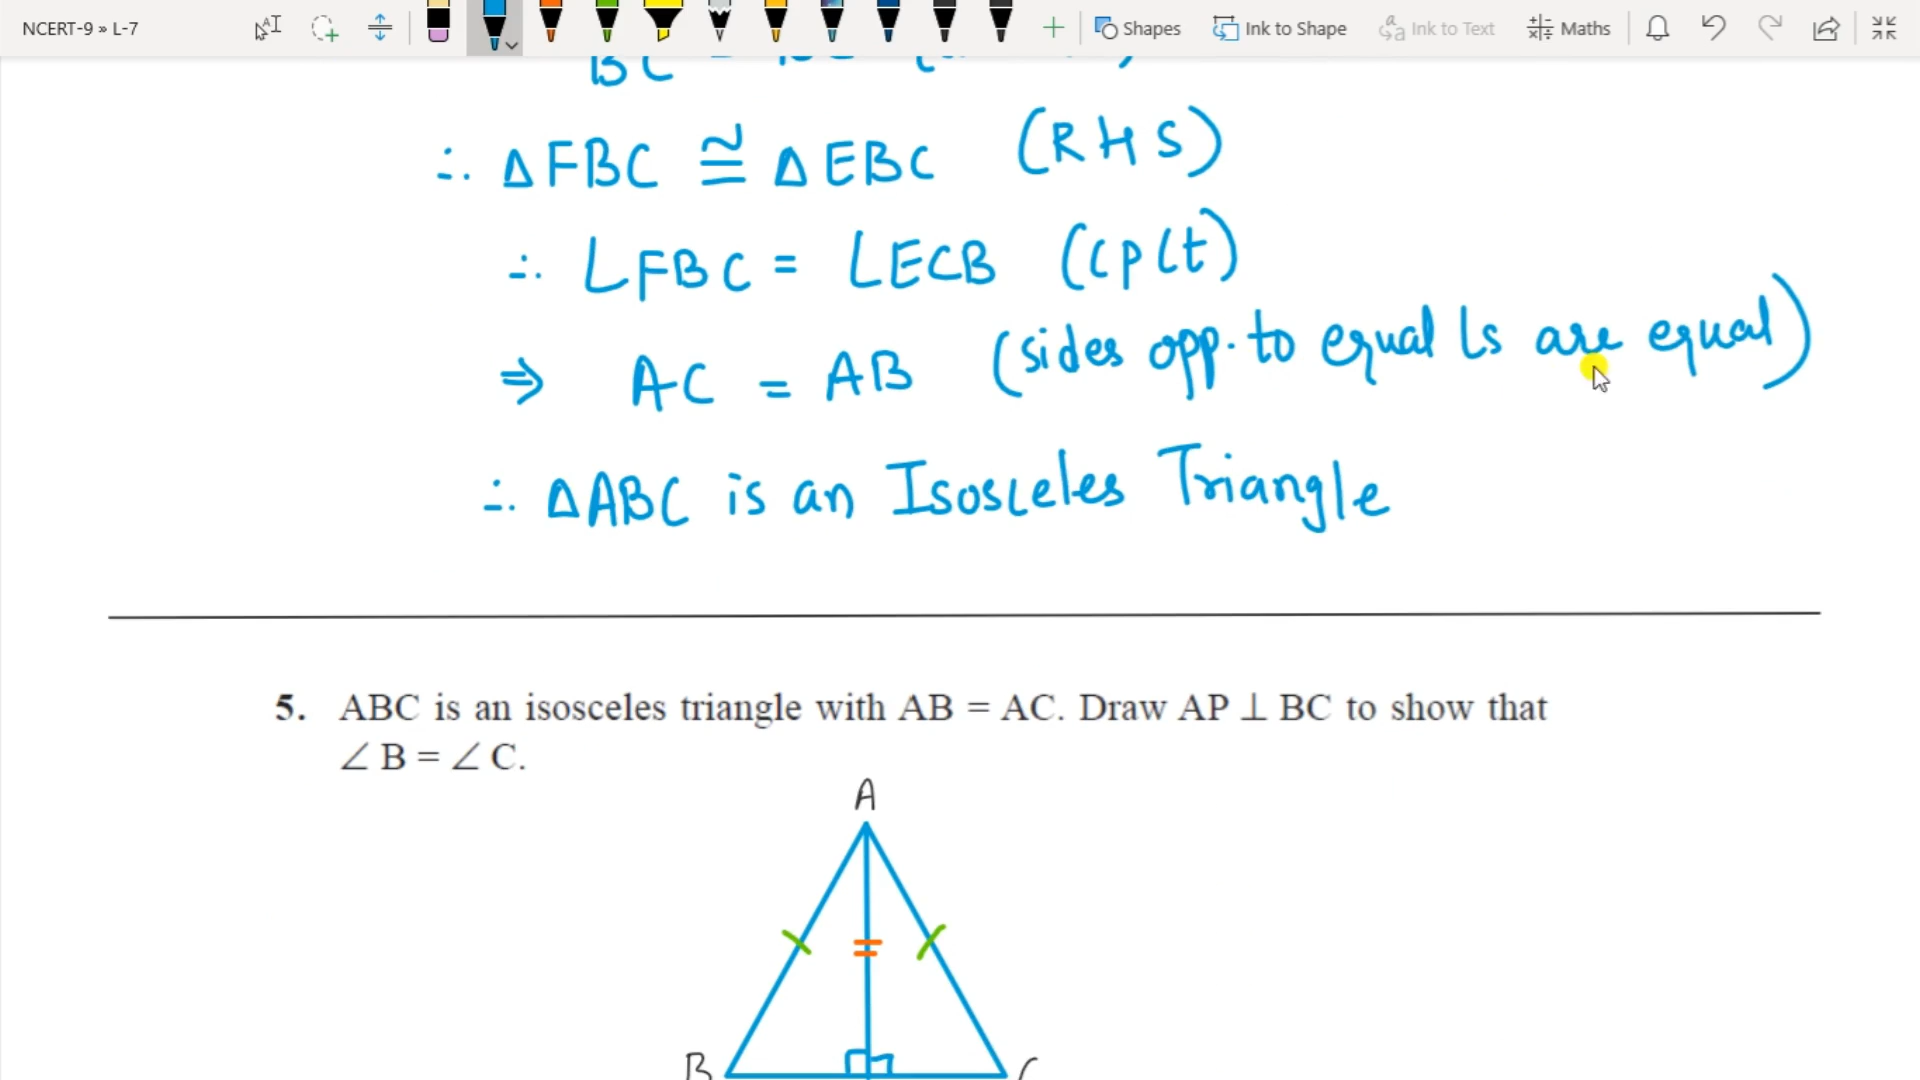 NCERT-9 » L-7
Shapes
Ink to Shape
Ink to Text
Maths
BC
∴ ΔFBC ≅ ΔEBC (RHS)
∴ ∠FBC = ∠ECB (CPCt)
⇒ AC = AB (sides opp. to equal ∠s are equal)
∴ ΔABC is an Isosceles Triangle
5. ABC is an isosceles triangle with AB = AC. Draw AP ⊥ BC to show that
∠ B = ∠ C.
A
B
C